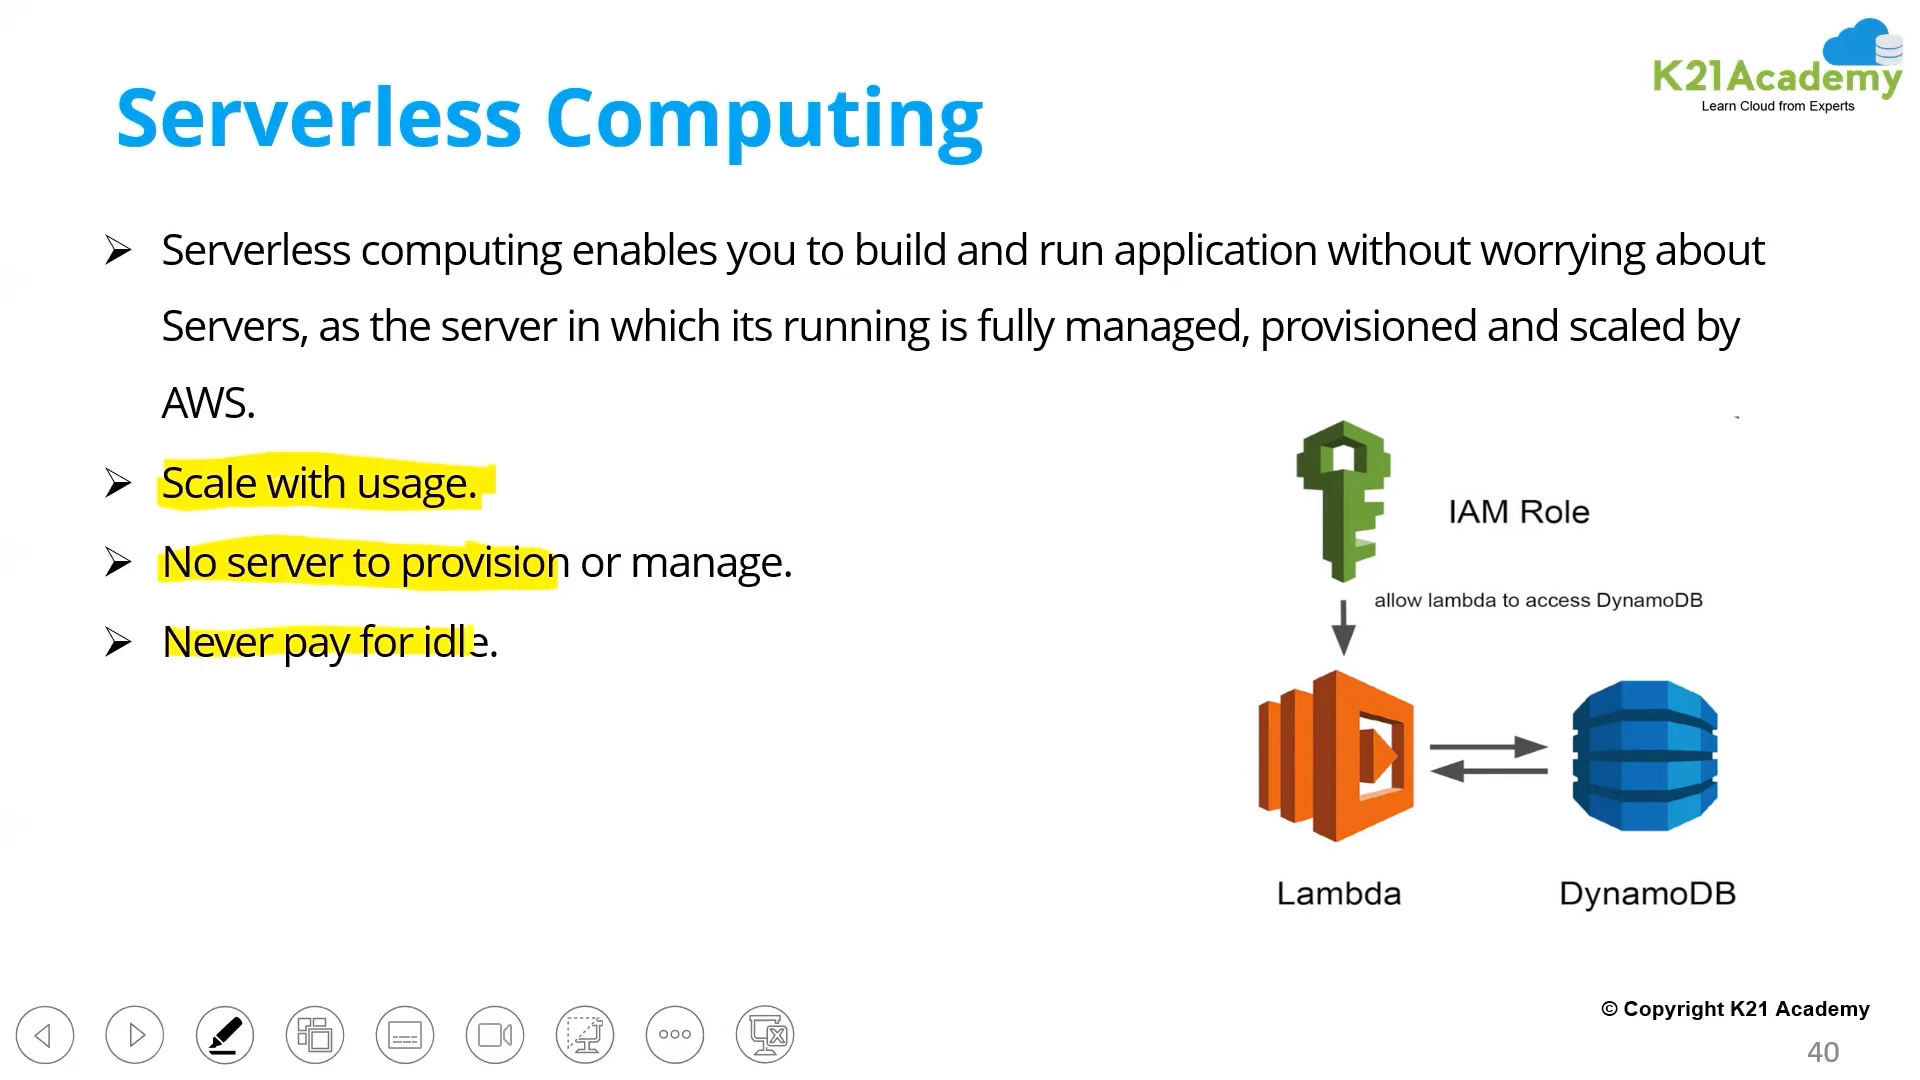 K21Academy
Learn Cloud from Experts
Serverless Computing
Serverless computing enables you to build and run application without worrying about
Servers, as the server in which its running is fully managed, provisioned and scaled by
AWS.
Scale with usage.
No server to provision or manage.
Never pay for idle.
IAM Role
allow lambda to access DynamoDB
Lambda
DynamoDB
© Copyright K21 Academy
40